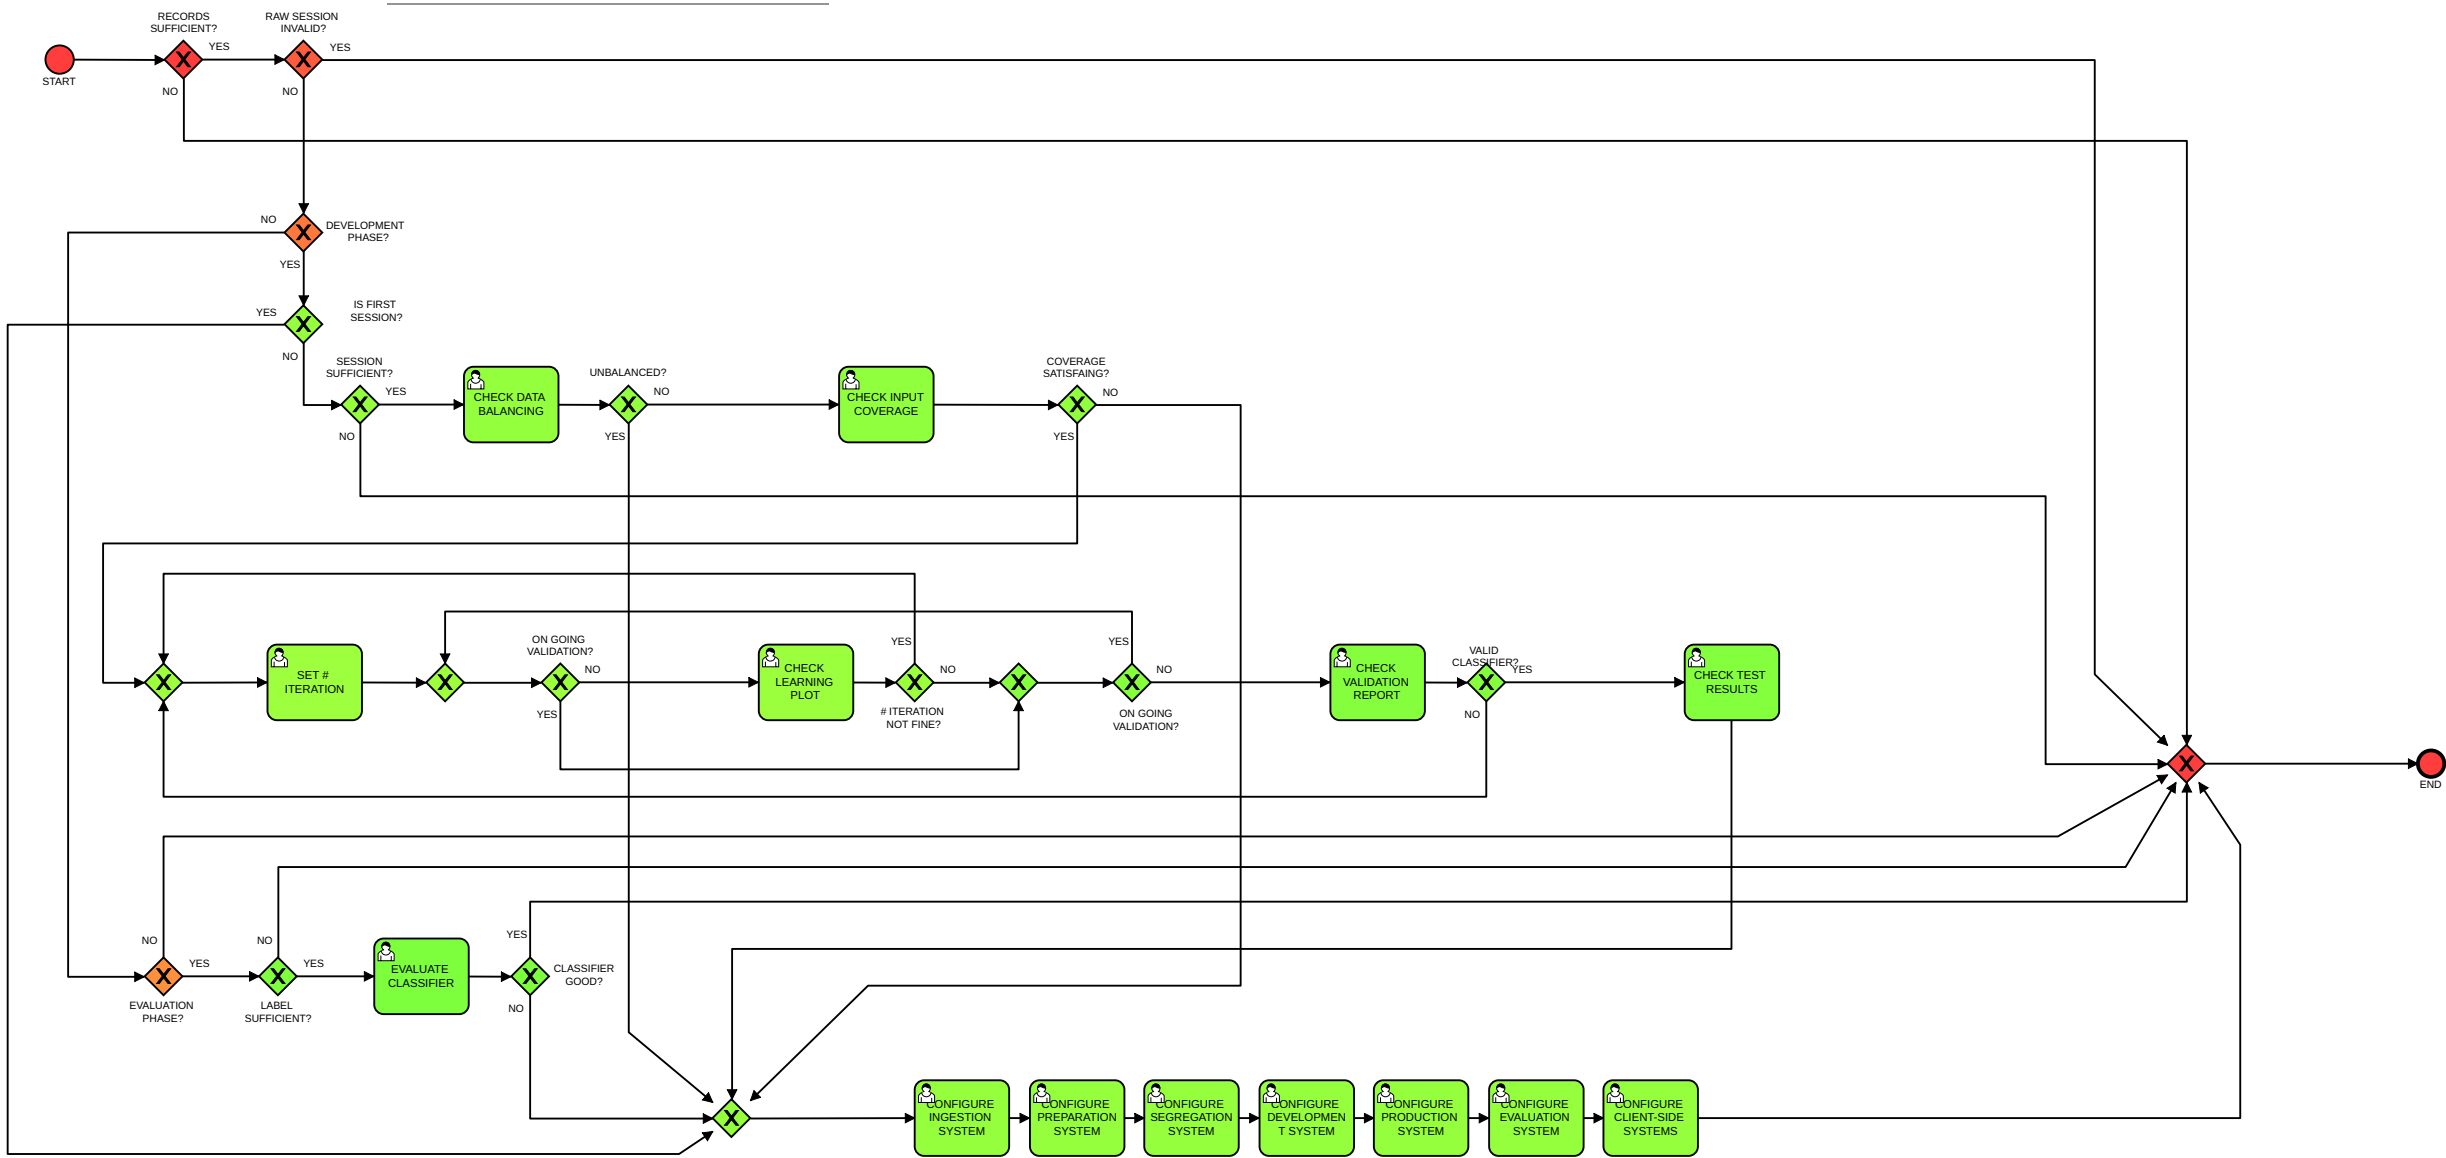 RECORDS
SUFFICIENT?
RAW SESSION
INVALID?
YES
YES
START
NO
NO
NO
DEVELOPMENT
PHASE?
YES
YES
IS FIRST
SESSION?
NO
SESSION
SUFFICIENT?
YES
NO
CHECK DATA
BALANCING
UNBALANCED?
NO
YES
CHECK INPUT
COVERAGE
COVERAGE
SATISFAING?
NO
YES
SET #
ITERATION
ON GOING
VALIDATION?
NO
YES
CHECK
LEARNING
PLOT
YES
NO
# ITERATION
NOT FINE?
YES
NO
ON GOING
VALIDATION?
CHECK
VALIDATION
REPORT
VALID
CLASSIFIER?
YES
NO
CHECK TEST
RESULTS
END
NO
YES
EVALUATION
PHASE?
NO
YES
LABEL
SUFFICIENT?
EVALUATE
CLASSIFIER
YES
CLASSIFIER
GOOD?
NO
CONFIGURE
INGESTION
SYSTEM
CONFIGURE
PREPARATION
SYSTEM
CONFIGURE
SEGREGATION
SYSTEM
CONFIGURE
DEVELOPMEN
T SYSTEM
CONFIGURE
PRODUCTION
SYSTEM
CONFIGURE
EVALUATION
SYSTEM
CONFIGURE
CLIENT-SIDE
SYSTEMS